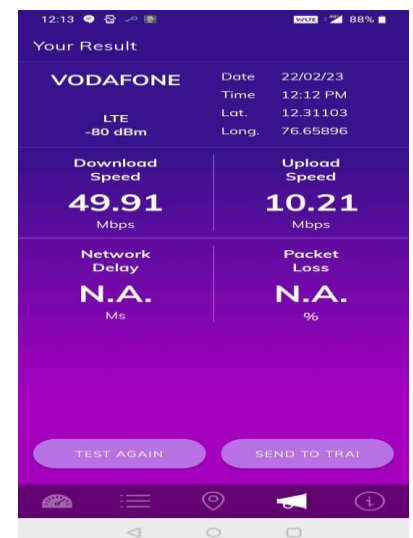 12:13 VoLTE 88%
Your Result
VODAFONE
LTE
-80 dBm
Date 22/02/23
Time 12:12 PM
Lat. 12.31103
Long. 76.65896
Download
Speed
49.91
Mbps
Upload
Speed
10.21
Mbps
Network
Delay
N.A.
Ms
Packet
Loss
N.A.
%
TEST AGAIN
SEND TO TRAI